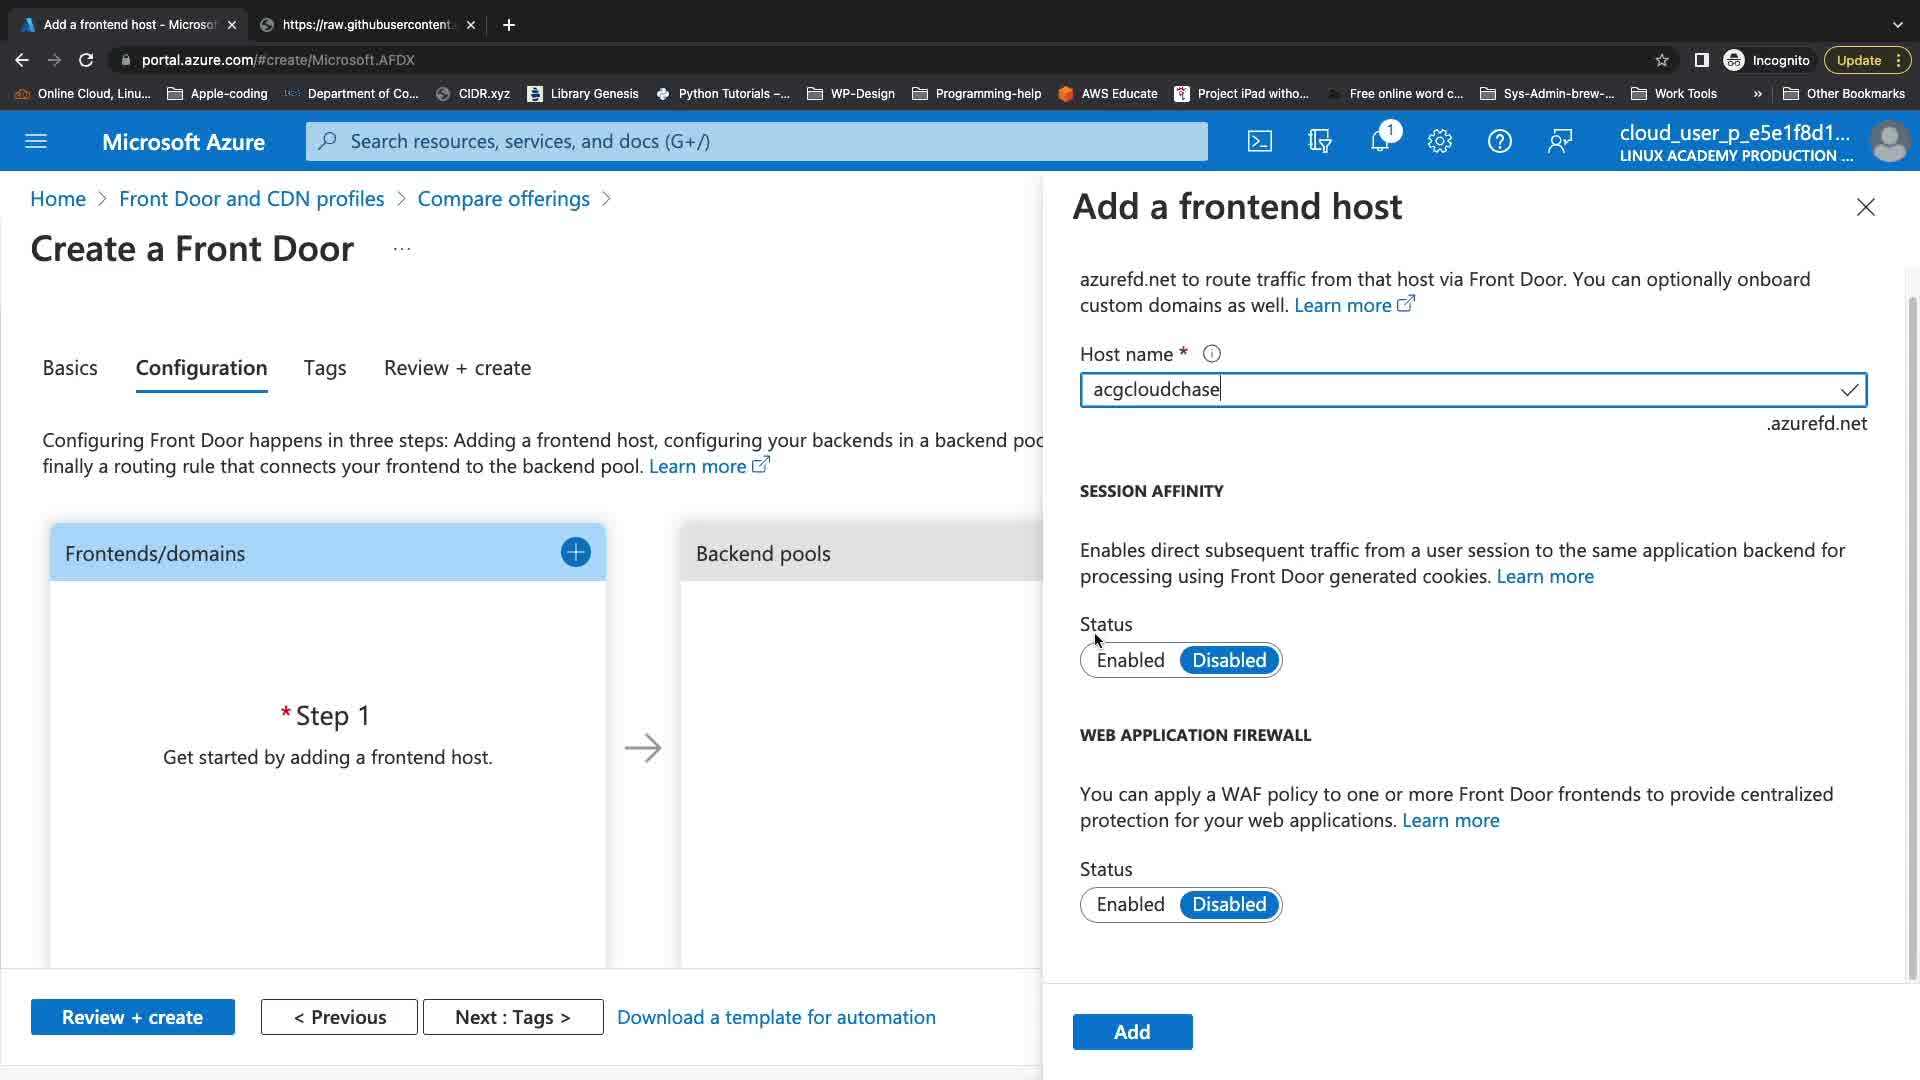 Add a frontend host - Microsof
https://raw.githubusercontent.
portal.azure.com/#create/Microsoft.AFDX
Incognito
Update
Online Cloud, Linu...
Apple-coding
Department of Co...
CIDR.xyz
Library Genesis
Python Tutorials –...
WP-Design
Programming-help
AWS Educate
Project iPad witho...
Free online word c...
Sys-Admin-brew-...
Work Tools
»
Other Bookmarks
Microsoft Azure
Search resources, services, and docs (G+/)
1
cloud_user_p_e5e1f8d1...
LINUX ACADEMY PRODUCTION ...
Home > Front Door and CDN profiles > Compare offerings >
Create a Front Door ...
Basics
Configuration
Tags
Review + create
Configuring Front Door happens in three steps: Adding a frontend host, configuring your backends in a backend poo
finally a routing rule that connects your frontend to the backend pool. Learn more
Frontends/domains
* Step 1
Get started by adding a frontend host.
Backend pools
Review + create
< Previous
Next : Tags >
Download a template for automation
Add a frontend host
azurefd.net to route traffic from that host via Front Door. You can optionally onboard
custom domains as well. Learn more
Host name *
acgcloudchase
.azurefd.net
SESSION AFFINITY
Enables direct subsequent traffic from a user session to the same application backend for
processing using Front Door generated cookies. Learn more
Status
Enabled Disabled
WEB APPLICATION FIREWALL
You can apply a WAF policy to one or more Front Door frontends to provide centralized
protection for your web applications. Learn more
Status
Enabled Disabled
Add